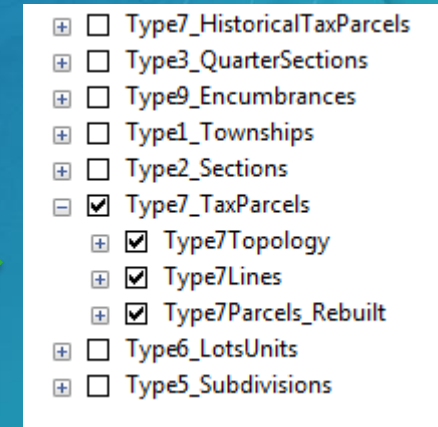 Type7_HistoricalTaxParcels
Type3_QuarterSections
Type9_Encumbrances
Type1_Townships
Type2_Sections
Type7_TaxParcels
Type7Topology
Type7Lines
Type7Parcels_Rebuilt
Type6_LotsUnits
Type5_Subdivisions